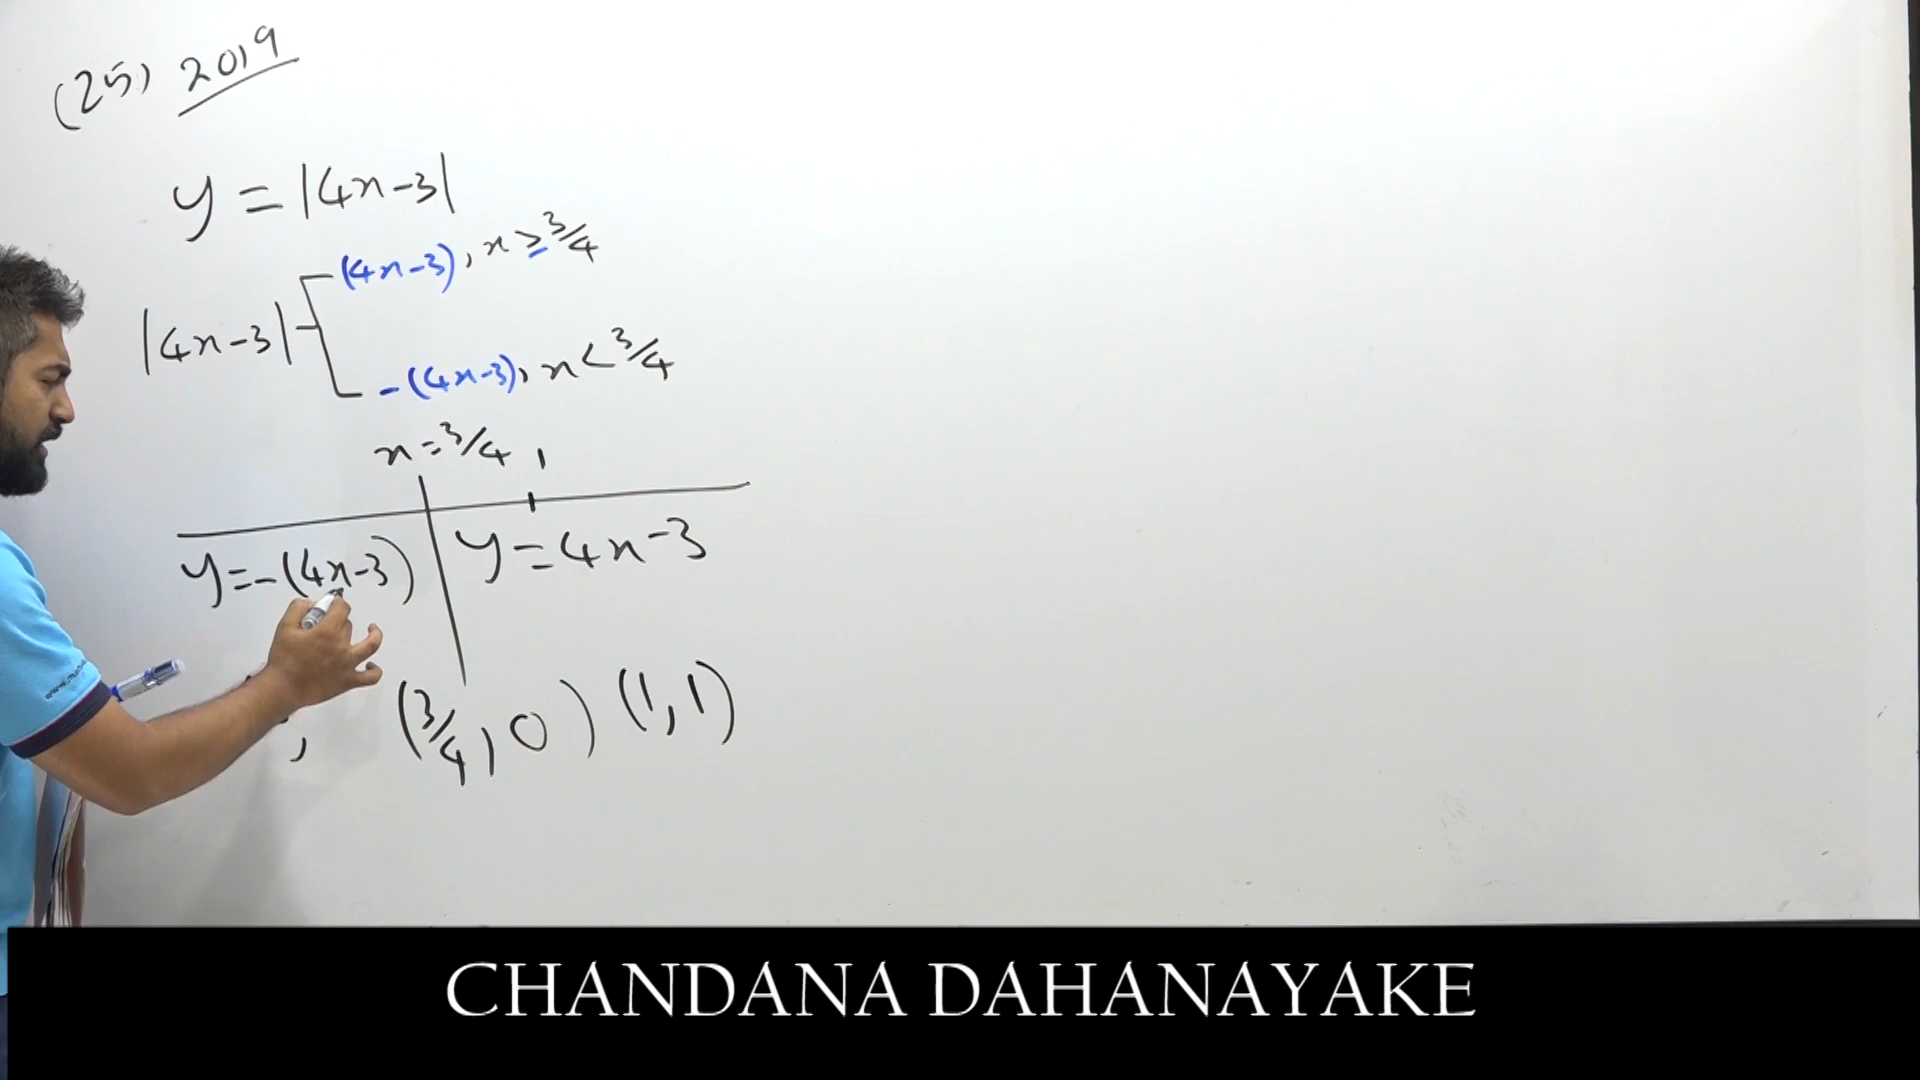 (25) 2019
y = |4x-3|
(4x-3), x ≥ 3/4
|4x-3|
-(4x-3), x < 3/4
x = 3/4 1
y = -(4x-3) y = 4x-3
, (3/4, 0) (1, 1)
CHANDANA DAHANAYAKE